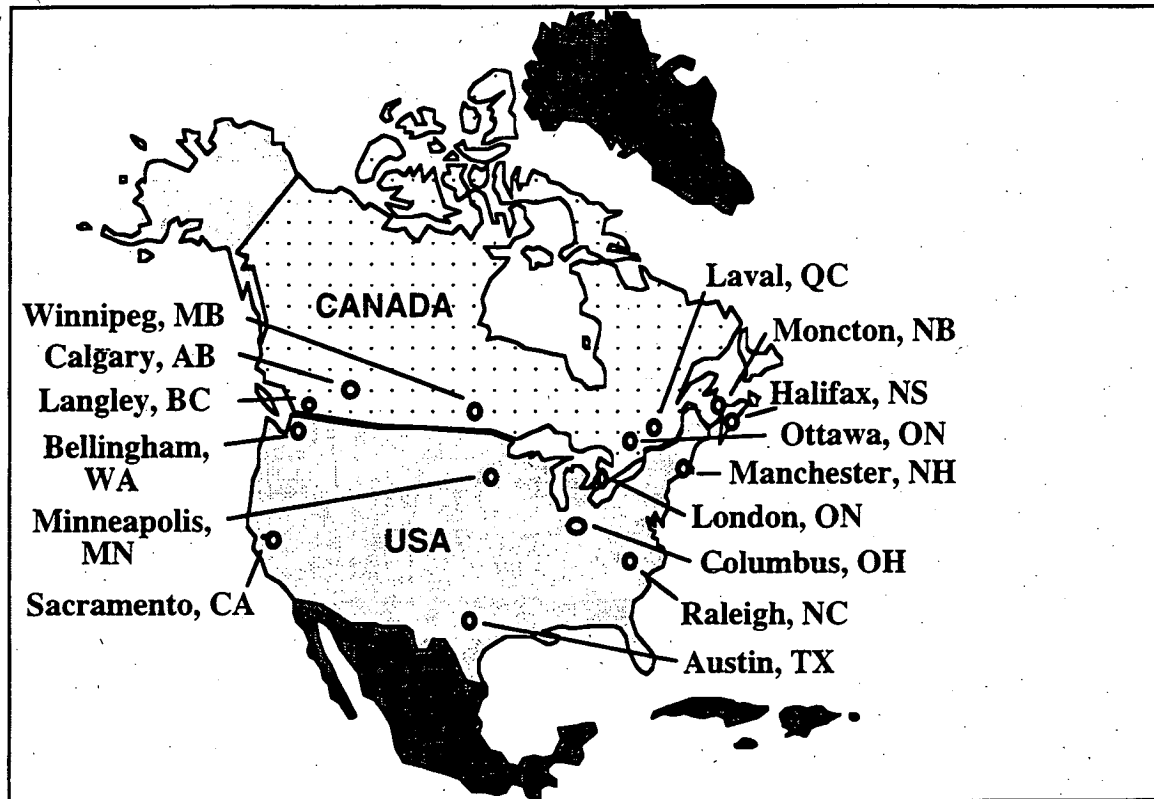 CANADA
Winnipeg, MB
Calgary, AB
Langley, BC
Bellingham,
WA
Minneapolis,
MN
Sacramento, CA
USA
Laval, QC
Moncton, NB
Halifax, NS
Ottawa, ON
Manchester, NH
London, ON
Columbus, OH
Raleigh, NC
Austin, TX